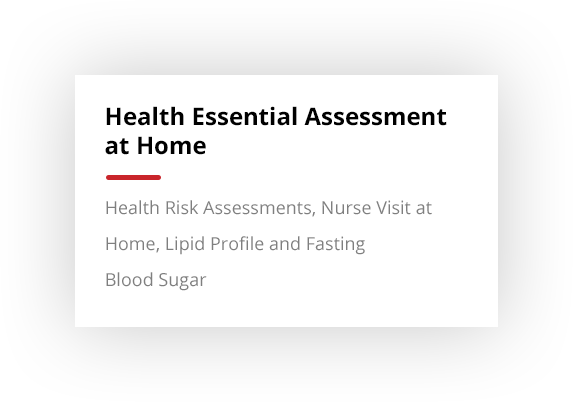 Health Essential Assessment
at Home
Health Risk Assessments, Nurse Visit at
Home, Lipid Profile and Fasting
Blood Sugar